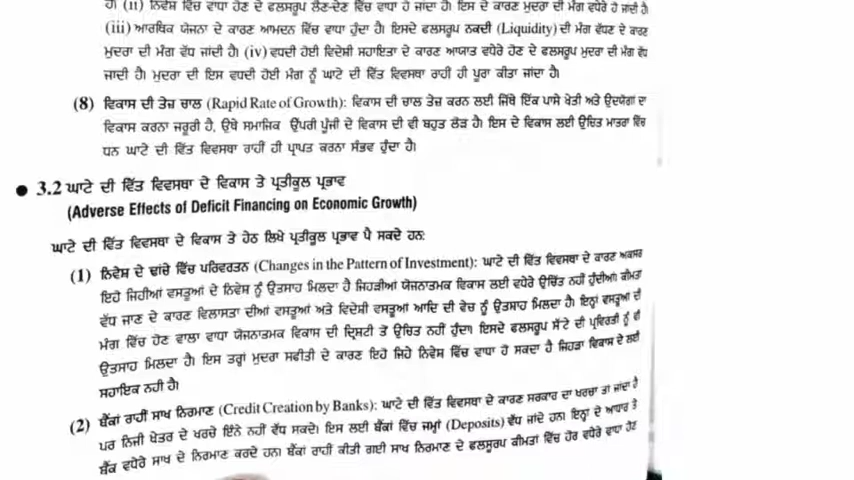 ਹੈ। (ii) ਨਿਵੇਸ਼ ਵਿੱਚ ਵਾਧਾ ਹੋਣ ਦੇ ਫਲਸਰੂਪ ਲੈਣ-ਦੇਣ ਵਿੱਚ ਵਾਧਾ ਹੋ ਜਾਂਦਾ ਹੈ। ਇਸ ਦੇ ਕਾਰਣ ਮੁਦਰਾ ਦੀ ਮੰਗ ਵਧੇਰੇ ਹੋ ਜਾਂਦੀ ਹੈ।
(iii) ਆਰਥਿਕ ਯੋਜਨਾ ਦੇ ਕਾਰਣ ਆਮਦਨ ਵਿੱਚ ਵਾਧਾ ਹੁੰਦਾ ਹੈ। ਇਸਦੇ ਫਲਸਰੂਪ ਨਕਦੀ (Liquidity) ਦੀ ਮੰਗ ਵੱਧਣ ਦੇ ਕਾਰਣ
ਮੁਦਰਾ ਦੀ ਮੰਗ ਵੱਧ ਜਾਂਦੀ ਹੈ। (iv) ਵਧਦੀ ਹੋਈ ਵਿਦੇਸ਼ੀ ਸਹਾਇਤਾ ਦੇ ਕਾਰਣ ਆਯਾਤ ਵਧੇਰੇ ਹੋਣ ਦੇ ਫਲਸਰੂਪ ਮੁਦਰਾ ਦੀ ਮੰਗ ਵੱਧ
ਜਾਂਦੀ ਹੈ। ਮੁਦਰਾ ਦੀ ਇਸ ਵਧਦੀ ਹੋਈ ਮੰਗ ਨੂੰ ਘਾਟੇ ਦੀ ਵਿੱਤ ਵਿਵਸਥਾ ਰਾਹੀਂ ਹੀ ਪੂਰਾ ਕੀਤਾ ਜਾਂਦਾ ਹੈ।
(8) ਵਿਕਾਸ ਦੀ ਤੇਜ਼ ਚਾਲ (Rapid Rate of Growth): ਵਿਕਾਸ ਦੀ ਚਾਲ ਤੇਜ਼ ਕਰਨ ਲਈ ਜਿੱਥੇ ਇੱਕ ਪਾਸੇ ਖੇਤੀ ਅਤੇ ਉਦਯੋਗਾਂ ਦਾ
ਵਿਕਾਸ ਕਰਨਾ ਜ਼ਰੂਰੀ ਹੈ, ਉਥੇ ਸਮਾਜਿਕ ਉੱਪਰੀ ਪੂੰਜੀ ਦੇ ਵਿਕਾਸ ਦੀ ਵੀ ਬਹੁਤ ਲੋੜ ਹੈ। ਇਸ ਦੇ ਵਿਕਾਸ ਲਈ ਉਚਿਤ ਮਾਤਰਾ ਵਿੱਚ
ਧਨ ਘਾਟੇ ਦੀ ਵਿੱਤ ਵਿਵਸਥਾ ਰਾਹੀਂ ਹੀ ਪ੍ਰਾਪਤ ਕਰਨਾ ਸੰਭਵ ਹੁੰਦਾ ਹੈ।
● 3.2 ਘਾਟੇ ਦੀ ਵਿੱਤ ਵਿਵਸਥਾ ਦੇ ਵਿਕਾਸ ਤੇ ਪ੍ਰਤੀਕੂਲ ਪ੍ਰਭਾਵ
(Adverse Effects of Deficit Financing on Economic Growth)
ਘਾਟੇ ਦੀ ਵਿੱਤ ਵਿਵਸਥਾ ਦੇ ਵਿਕਾਸ ਤੇ ਹੇਠ ਲਿਖੇ ਪ੍ਰਤੀਕੂਲ ਪ੍ਰਭਾਵ ਪੈ ਸਕਦੇ ਹਨ:
(1) ਨਿਵੇਸ਼ ਦੇ ਢਾਂਚੇ ਵਿੱਚ ਪਰਿਵਰਤਨ (Changes in the Pattern of Investment): ਘਾਟੇ ਦੀ ਵਿੱਤ ਵਿਵਸਥਾ ਦੇ ਕਾਰਣ ਅਕਸਰ
ਇਹੋ ਜਿਹੀਆਂ ਵਸਤੂਆਂ ਦੇ ਨਿਵੇਸ਼ ਨੂੰ ਉਤਸਾਹ ਮਿਲਦਾ ਹੈ ਜਿਹੜੀਆਂ ਯੋਜਨਾਤਮਕ ਵਿਕਾਸ ਲਈ ਵਧੇਰੇ ਉਚਿੱਤ ਨਹੀਂ ਹੁੰਦੀਆਂ। ਕੀਮਤਾਂ
ਵੱਧ ਜਾਣ ਦੇ ਕਾਰਣ ਵਿਲਾਸਤਾ ਦੀਆਂ ਵਸਤੂਆਂ ਅਤੇ ਵਿਦੇਸ਼ੀ ਵਸਤੂਆਂ ਆਦਿ ਦੀ ਵੇਚ ਨੂੰ ਉਤਸਾਹ ਮਿਲਦਾ ਹੈ। ਇਨ੍ਹਾਂ ਵਸਤੂਆਂ ਦੀ
ਮੰਗ ਵਿੱਚ ਹੋਣ ਵਾਲਾ ਵਾਧਾ ਯੋਜਨਾਤਮਕ ਵਿਕਾਸ ਦੀ ਦ੍ਰਿਸ਼ਟੀ ਤੋਂ ਉਚਿਤ ਨਹੀਂ ਹੁੰਦਾ। ਇਸਦੇ ਫਲਸਰੂਪ ਸੱਟੇ ਦੀ ਪ੍ਰਵਿਰਤੀ ਨੂੰ ਵੀ
ਉਤਸਾਹ ਮਿਲਦਾ ਹੈ। ਇਸ ਤਰ੍ਹਾਂ ਮੁਦਰਾ ਸਫੀਤੀ ਦੇ ਕਾਰਣ ਇਹੋ ਜਿਹੇ ਨਿਵੇਸ਼ ਵਿੱਚ ਵਾਧਾ ਹੋ ਸਕਦਾ ਹੈ ਜਿਹੜਾ ਵਿਕਾਸ ਦੇ ਲਈ
ਸਹਾਇਕ ਨਹੀਂ ਹੈ।
(2) ਬੈਂਕਾਂ ਰਾਹੀਂ ਸਾਖ ਨਿਰਮਾਣ (Credit Creation by Banks): ਘਾਟੇ ਦੀ ਵਿੱਤ ਵਿਵਸਥਾ ਦੇ ਕਾਰਣ ਸਰਕਾਰ ਦਾ ਖਰਚਾ ਤਾਂ ਜਾਂਦਾ ਹੈ
ਪਰ ਨਿਜੀ ਖੇਤਰ ਦੇ ਖਰਚੇ ਇੰਨੇ ਨਹੀਂ ਵੱਧ ਸਕਦੇ। ਇਸ ਲਈ ਬੈਂਕਾਂ ਵਿੱਚ ਜਮ੍ਹਾਂ (Deposits) ਵੱਧ ਜਾਂਦੇ ਹਨ। ਇਨ੍ਹਾਂ ਦੇ ਆਧਾਰ ਤੇ
ਬੈਂਕ ਵਧੇਰੇ ਸਾਖ ਦੇ ਨਿਰਮਾਣ ਕਰਦੇ ਹਨ। ਬੈਂਕਾਂ ਰਾਹੀਂ ਕੀਤੀ ਗਈ ਸਾਖ ਨਿਰਮਾਣ ਦੇ ਫਲਸਰੂਪ ਕੀਮਤਾਂ ਵਿੱਚ ਹੋਰ ਵਧੇਰੇ ਵਾਧਾ ਹੋਣ